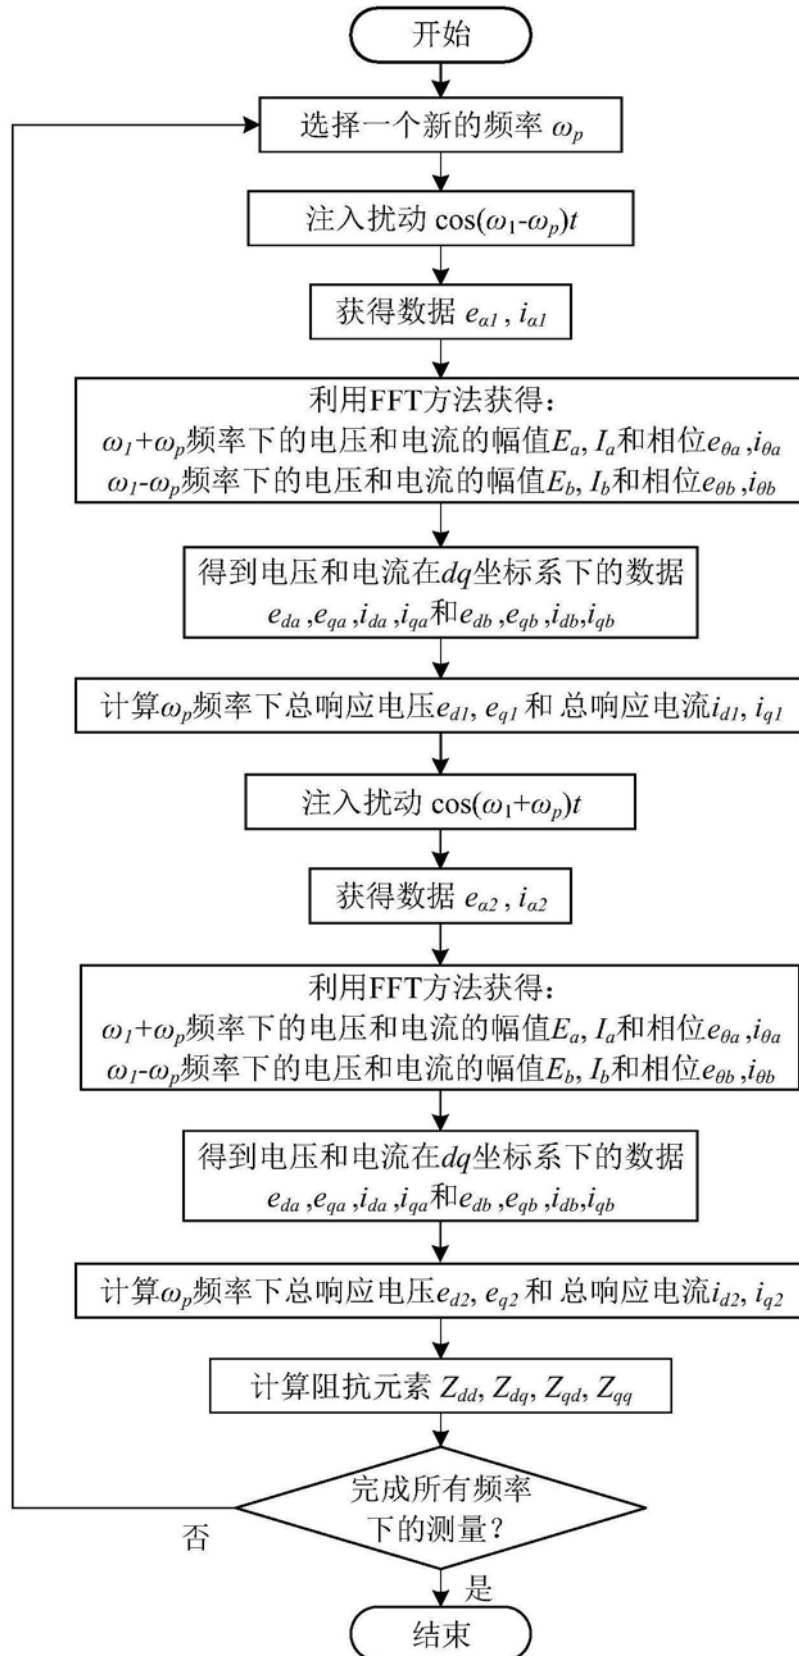 开始
选择一个新的频率 ωp
注入扰动 cos(ω1-ωp)t
获得数据 eα1 , iα1
利用FFT方法获得：
ω1+ωp频率下的电压和电流的幅值Ea, Ia和相位eθa ,iθa
ω1-ωp频率下的电压和电流的幅值Eb, Ib和相位eθb ,iθb
得到电压和电流在dq坐标系下的数据
eda ,eqa ,ida ,iqa和edb ,eqb ,idb,iqb
计算ωp频率下总响应电压ed1, eq1 和 总响应电流id1, iq1
注入扰动 cos(ω1+ωp)t
获得数据 eα2 , iα2
利用FFT方法获得：
ω1+ωp频率下的电压和电流的幅值Ea, Ia和相位eθa ,iθa
ω1-ωp频率下的电压和电流的幅值Eb, Ib和相位eθb ,iθb
得到电压和电流在dq坐标系下的数据
eda ,eqa ,ida ,iqa和edb ,eqb ,idb,iqb
计算ωp频率下总响应电压ed2, eq2 和 总响应电流id2, iq2
计算阻抗元素 Zdd, Zdq, Zqd, Zqq
完成所有频率
下的测量？
否
是
结束